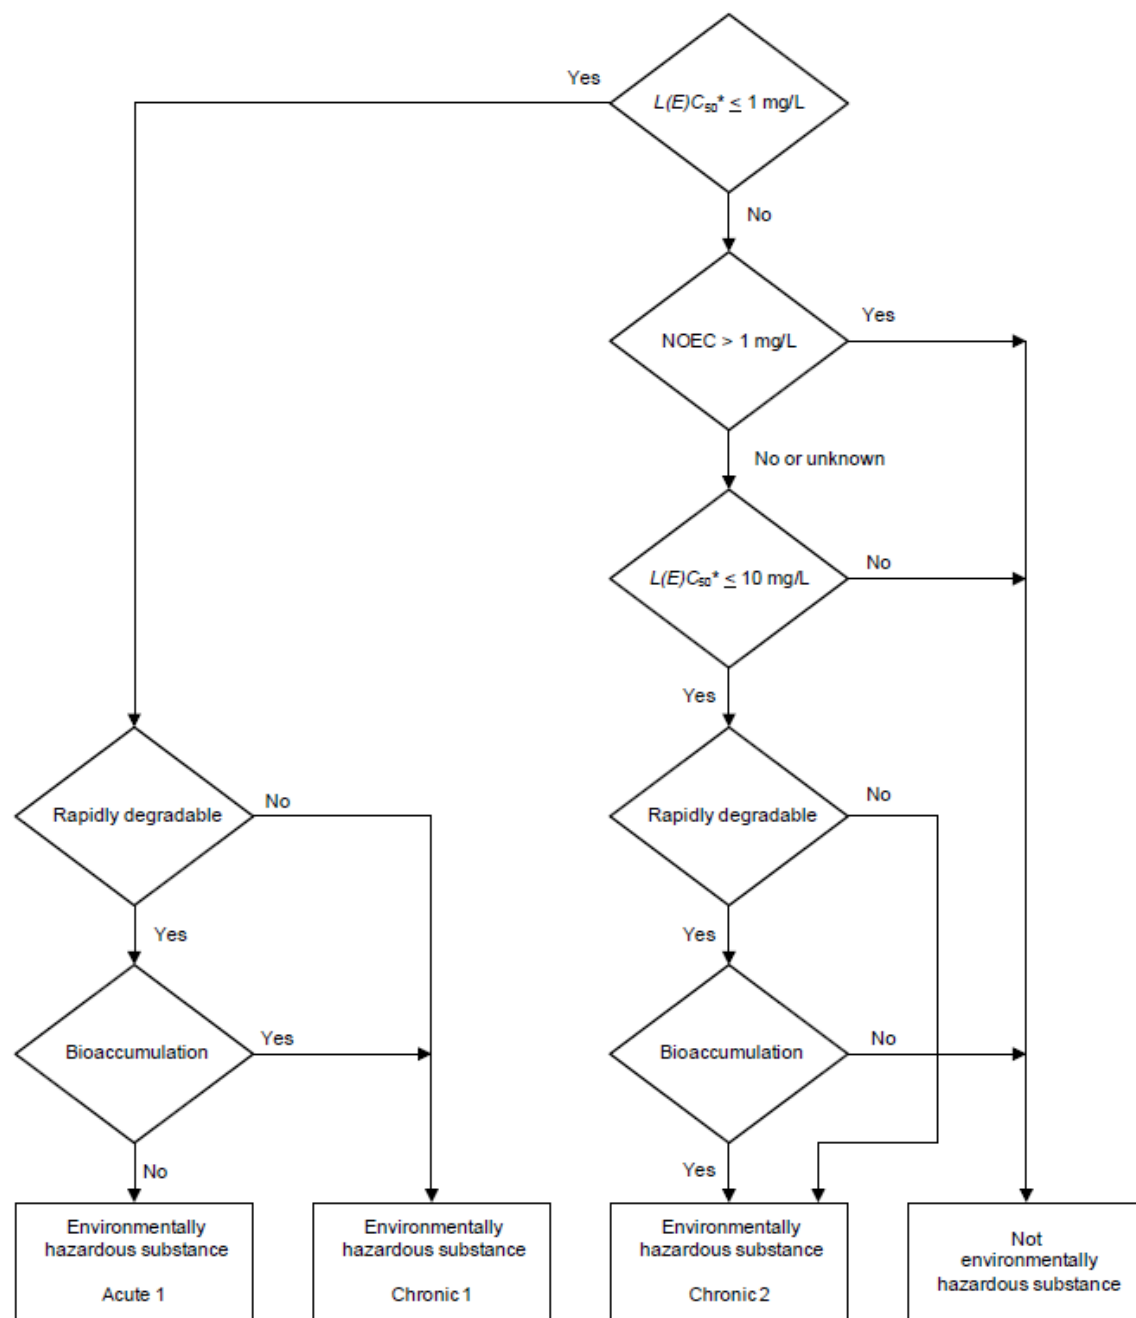 Yes
L(E)C₅₀* ≤ 1 mg/L
No
NOEC > 1 mg/L
Yes
No or unknown
L(E)C₅₀* ≤ 10 mg/L
No
Yes
Rapidly degradable
No
Rapidly degradable
No
Yes
Yes
Bioaccumulation
Yes
Bioaccumulation
No
No
Yes
Environmentally
hazardous substance
Acute 1
Environmentally
hazardous substance
Chronic 1
Environmentally
hazardous substance
Chronic 2
Not
environmentally
hazardous substance